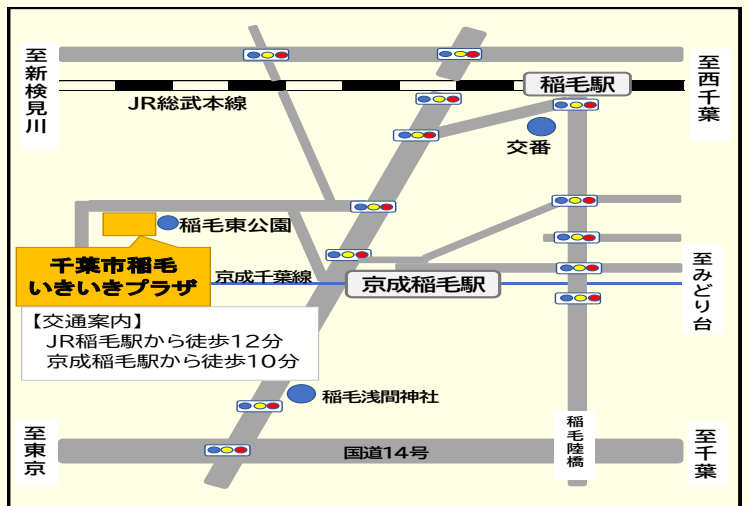 至新検見川
至西千葉
稲毛駅
JR総武本線
交番
稲毛東公園
千葉市稲毛
いきいきプラザ
京成千葉線
京成稲毛駅
至みどり台
【交通案内】
JR稲毛駅から徒歩12分
京成稲毛駅から徒歩10分
稲毛浅間神社
至東京
国道14号
稲毛陸橋
至千葉